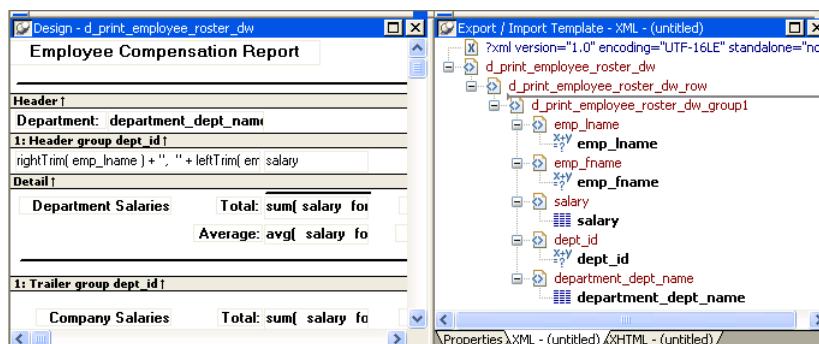 Design - d_print_employee_roster_dw
Employee Compensation Report
Header ↑
Department: department_dept_name
1: Header group dept_id ↑
rightTrim( emp_lname ) + ", " + leftTrim( em salary
Detail ↑
Department Salaries Total: sum( salary for
Average: avg( salary fo
1: Trailer group dept_id ↑
Company Salaries Total: sum( salary fo
Export / Import Template - XML - (untitled)
?xml version="1.0" encoding="UTF-16LE" standalone="no
d_print_employee_roster_dw
d_print_employee_roster_dw_row
d_print_employee_roster_dw_group1
emp_lname
emp_lname
emp_fname
emp_fname
salary
salary
dept_id
dept_id
department_dept_name
department_dept_name
Properties XML - (untitled) XHTML - (untitled)